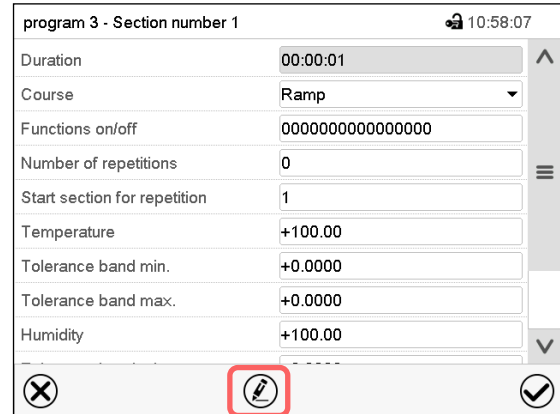 program 3 - Section number 1 10:58:07
Duration 00:00:01
Course Ramp
Functions on/off 0000000000000000
Number of repetitions 0
Start section for repetition 1
Temperature +100.00
Tolerance band min. +0.0000
Tolerance band max. +0.0000
Humidity +100.00